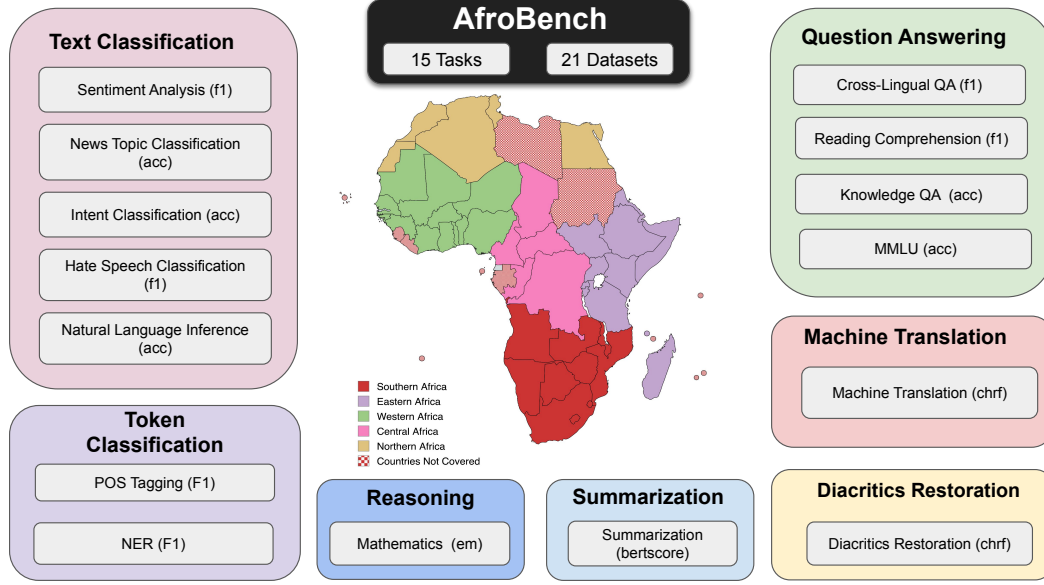 AfroBench
15 Tasks
21 Datasets
Text Classification
Sentiment Analysis (f1)
News Topic Classification
(acc)
Intent Classification (acc)
Hate Speech Classification
(f1)
Natural Language Inference
(acc)
Token
Classification
POS Tagging (F1)
NER (F1)
Southern Africa
Eastern Africa
Western Africa
Central Africa
Northern Africa
Countries Not Covered
Reasoning
Mathematics (em)
Summarization
Summarization
(bertscore)
Question Answering
Cross-Lingual QA (f1)
Reading Comprehension (f1)
Knowledge QA (acc)
MMLU (acc)
Machine Translation
Machine Translation (chrf)
Diacritics Restoration
Diacritics Restoration (chrf)